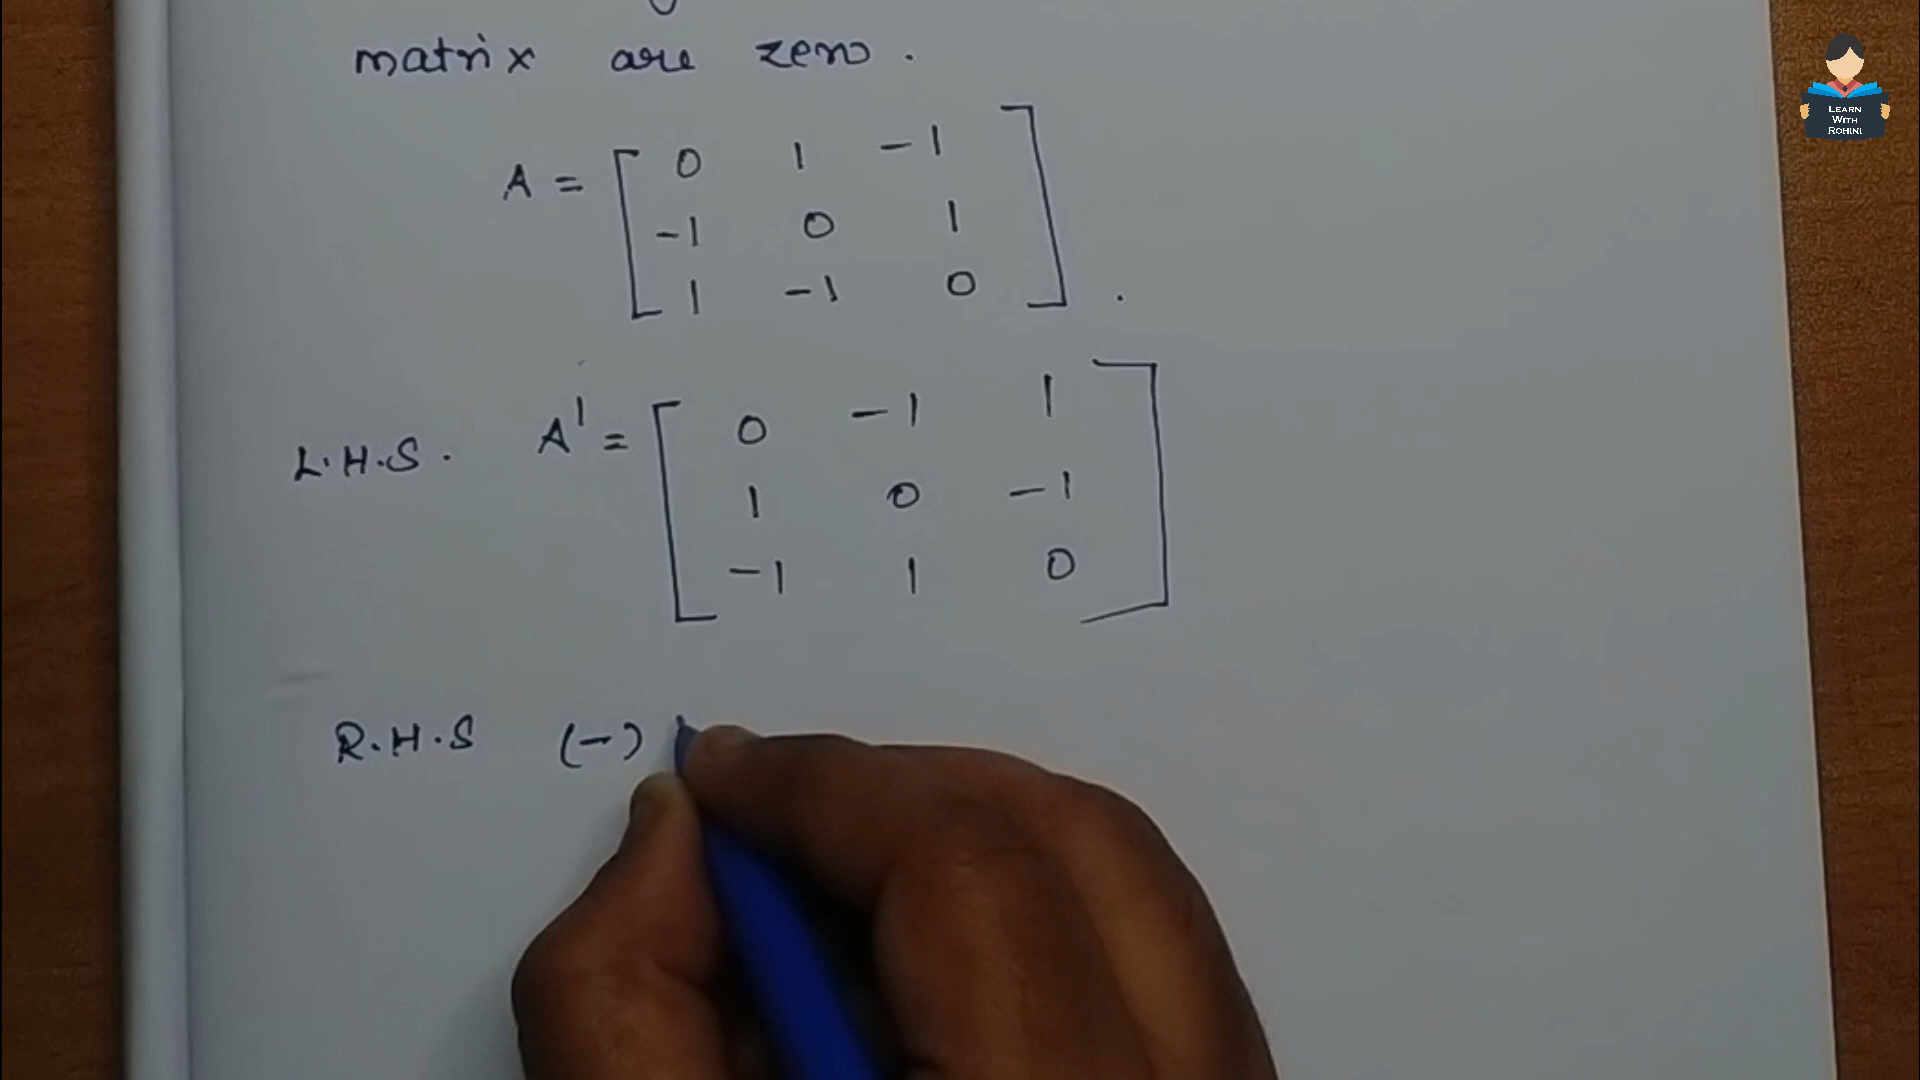 matrix are zero.
A = [ 0 1 -1
-1 0 1
1 -1 0 ] .
L.H.S. A' = [ 0 -1 1
1 0 -1
-1 1 0 ]
R.H.S (-)
LEARN
WITH
ROHINI